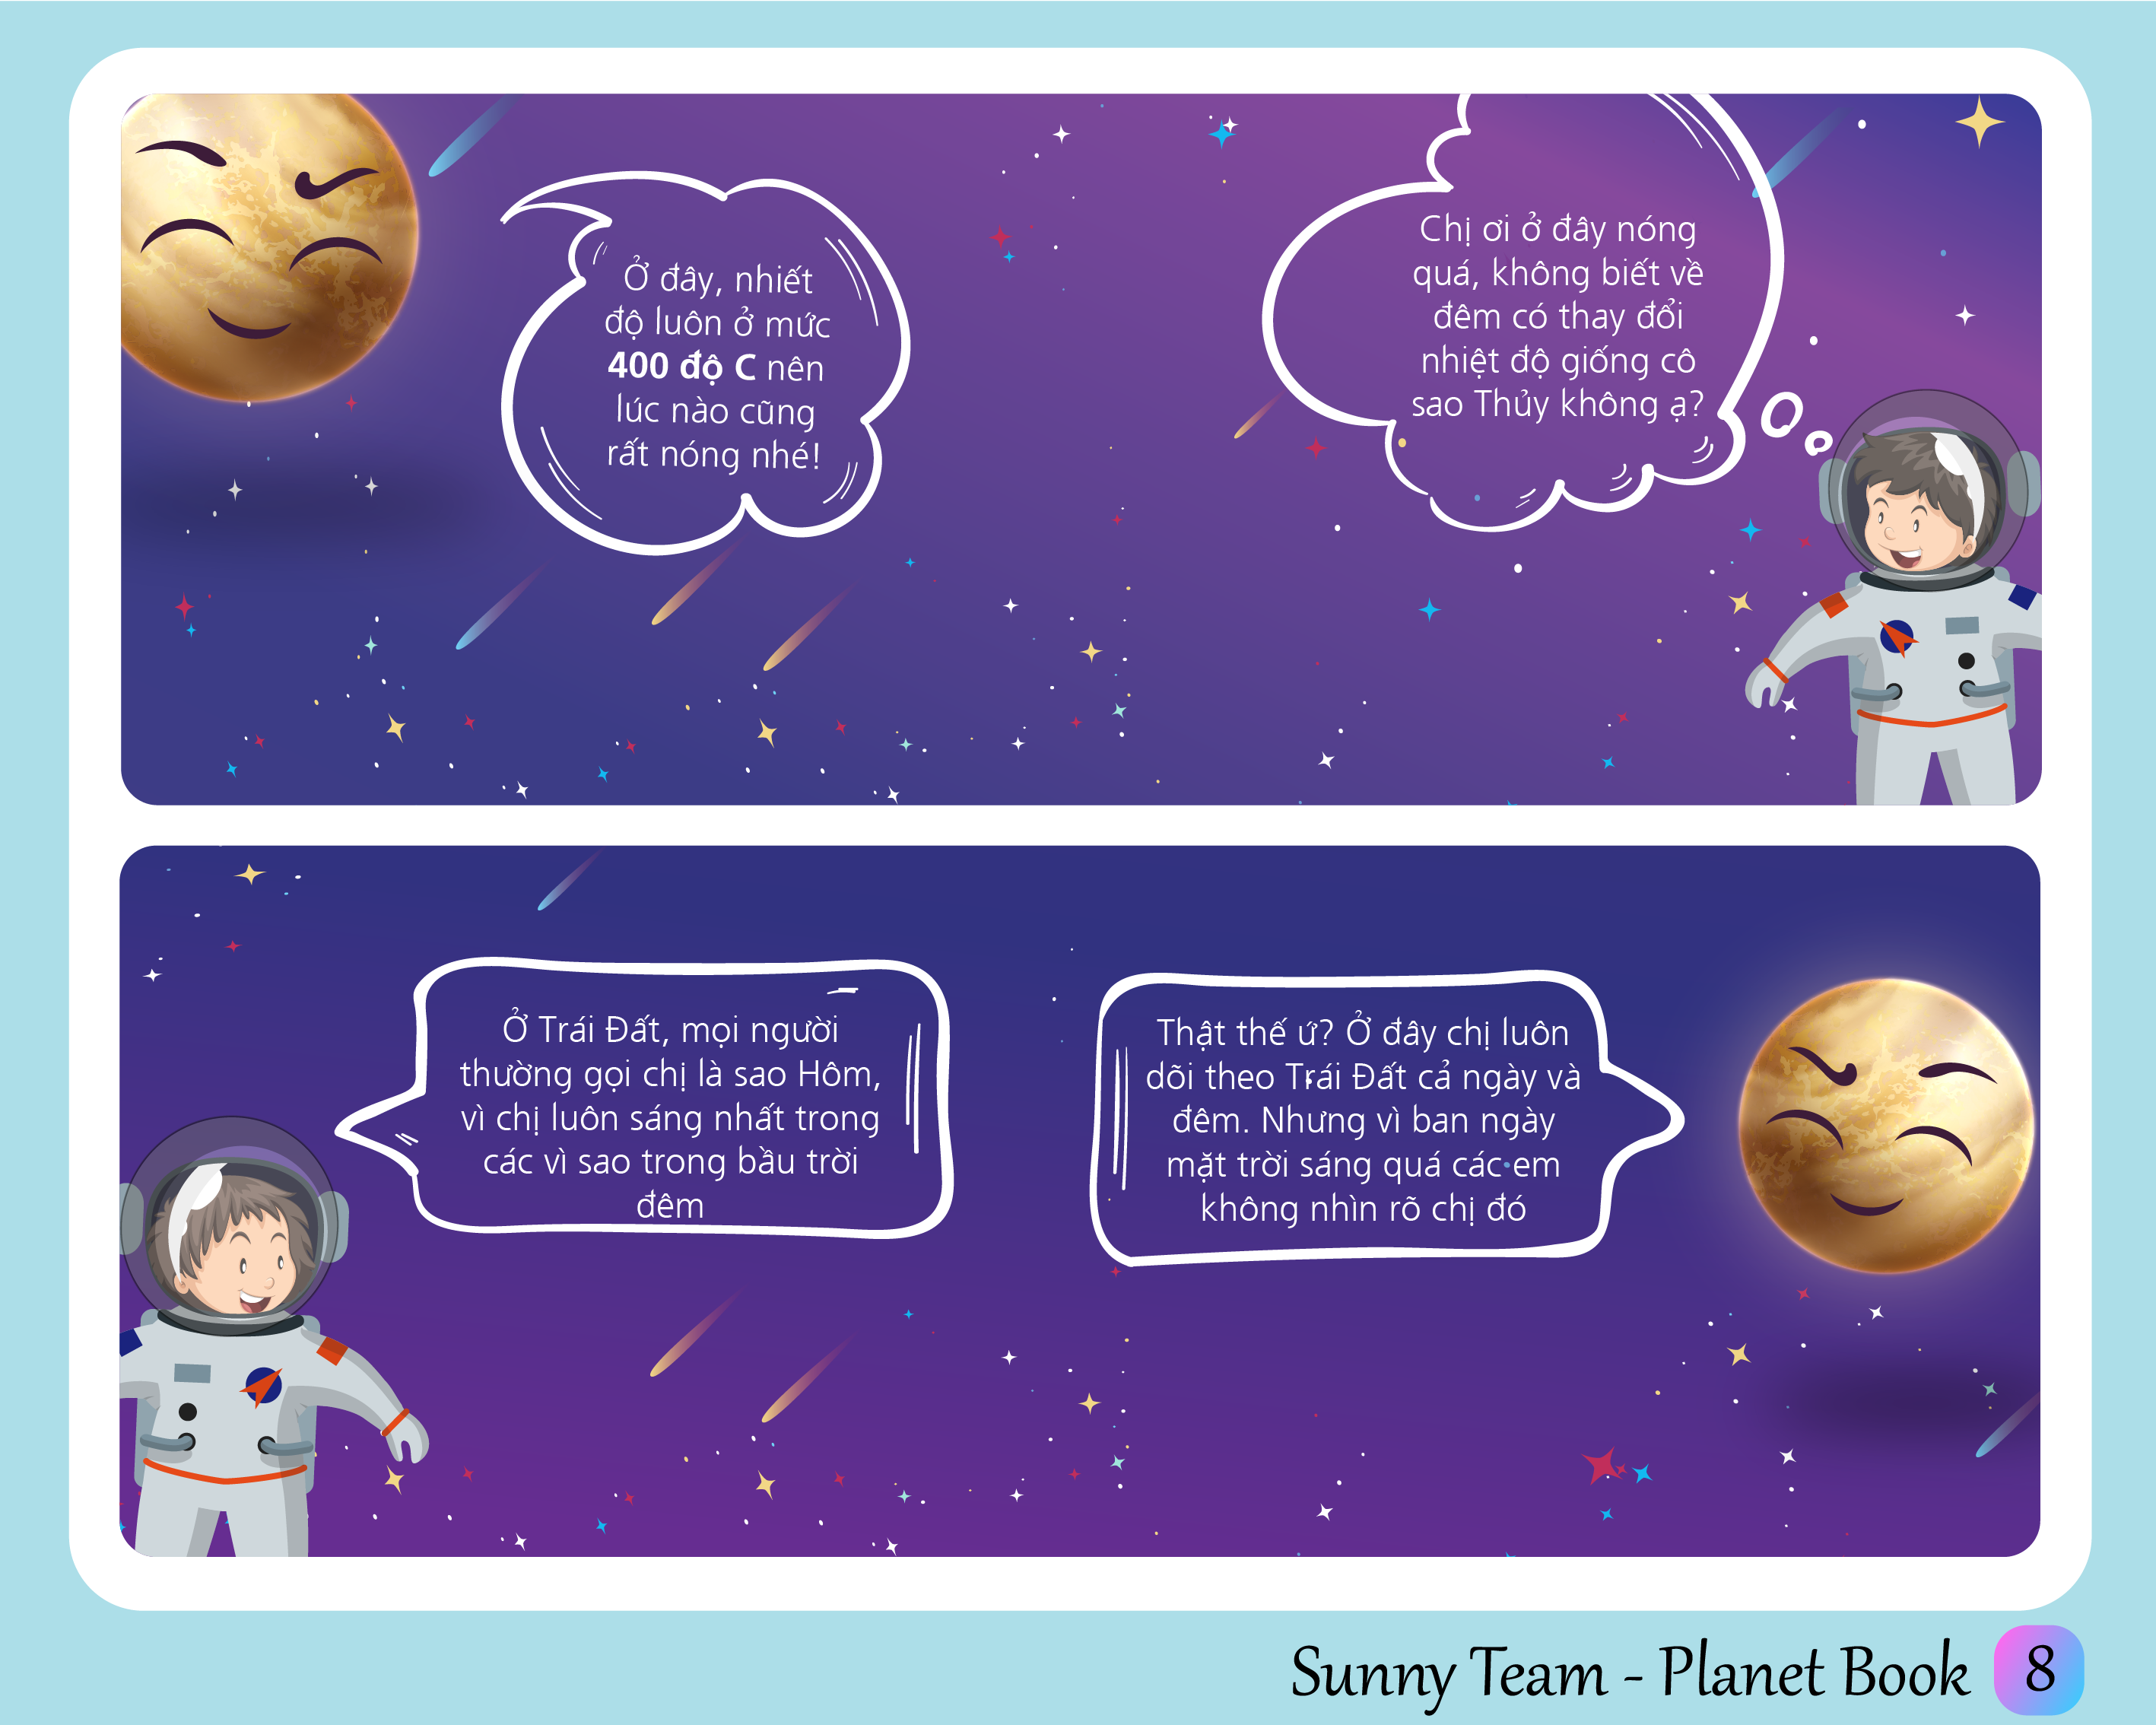 Ở đây, nhiết
độ luôn ở mức
400 độ C nên
lúc nào cũng
rất nóng nhé!
Chị ơi ở đây nóng
quá, không biết về
đêm có thay đổi
nhiệt độ giống cô
sao Thủy không ạ?
Ở Trái Đất, mọi người
thường gọi chị là sao Hôm,
vì chị luôn sáng nhất trong
các vì sao trong bầu trời
đêm
Thật thế ứ? Ở đây chị luôn
dõi theo Trái Đất cả ngày và
đêm. Nhưng vì ban ngày
mặt trời sáng quá các em
không nhìn rõ chị đó
Sunny Team - Planet Book 8